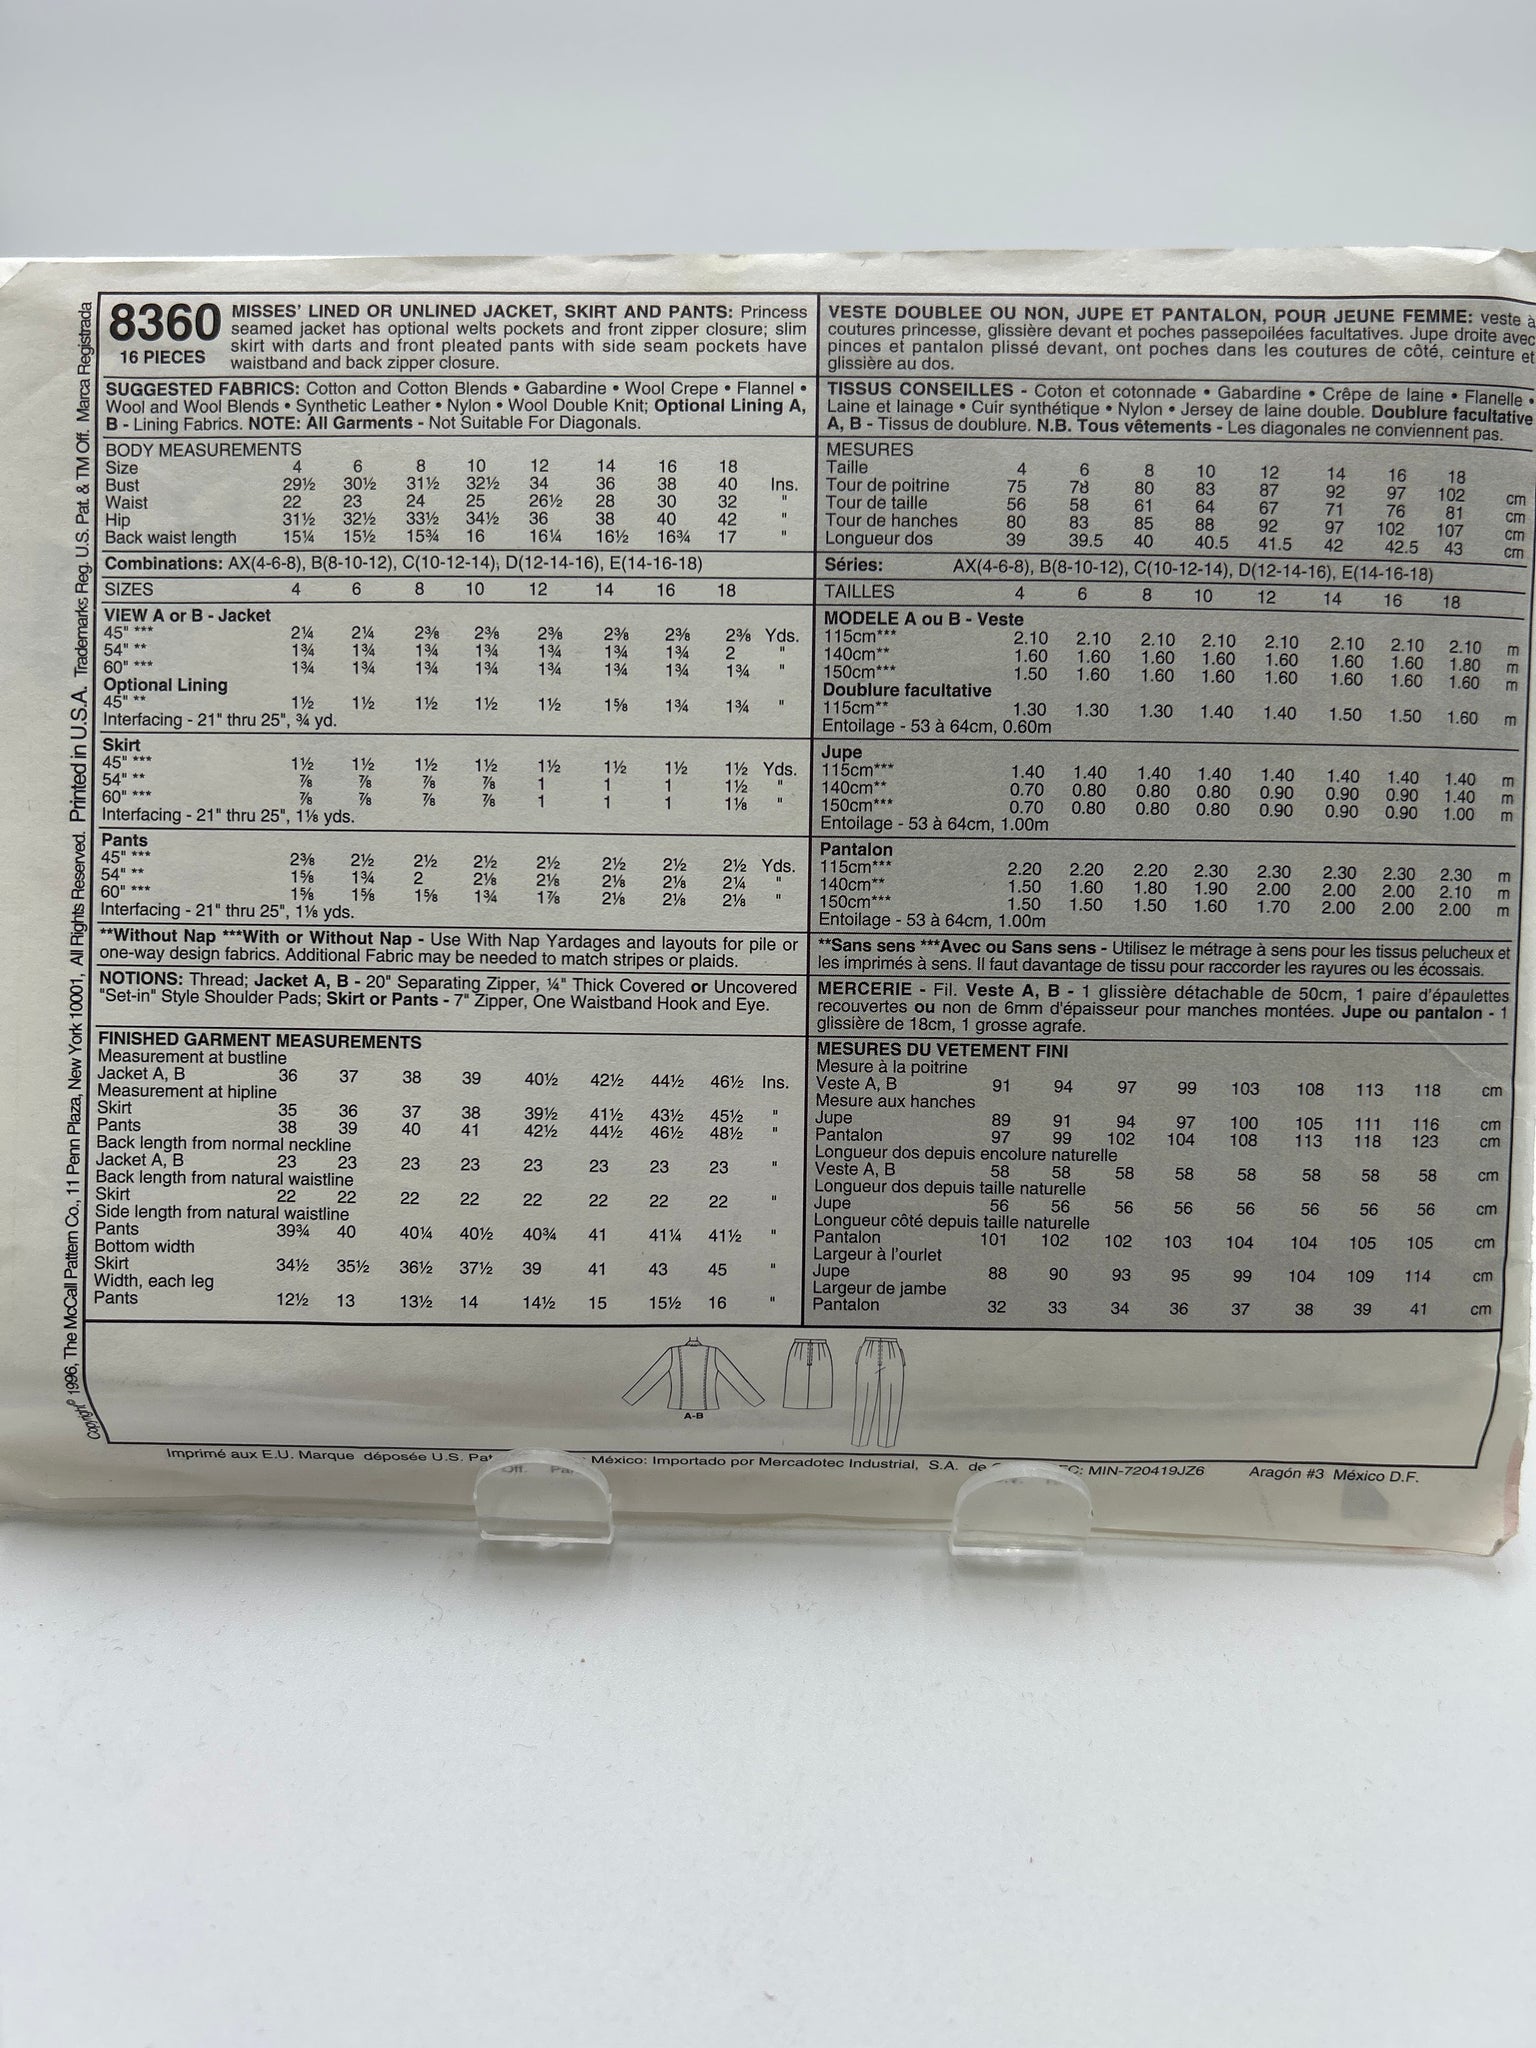 8360
16 PIECES
MISSES' LINED OR UNLINED JACKET, SKIRT AND PANTS: Princess
seamed jacket has optional welts pockets and front zipper closure; slim
skirt with darts and front pleated pants with side seam pockets have
waistband and back zipper closure.
SUGGESTED FABRICS: Cotton and Cotton Blends • Gabardine • Wool Crepe • Flannel •
Wool and Wool Blends • Synthetic Leather • Nylon • Wool Double Knit; Optional Lining A,
B - Lining Fabrics. NOTE: All Garments - Not Suitable For Diagonals.
BODY MEASUREMENTS
Size 4 6 8 10 12 14 16 18
Bust 29½ 30½ 31½ 32½ 34 36 38 40 Ins.
Waist 22 23 24 25 26½ 28 30 32 "
Hip 31½ 32½ 33½ 34½ 36 38 40 42 "
Back waist length 15¼ 15½ 15¾ 16 16¼ 16½ 16¾ 17 "
Combinations: AX(4-6-8), B(8-10-12), C(10-12-14), D(12-14-16), E(14-16-18)
SIZES 4 6 8 10 12 14 16 18
VIEW A or B - Jacket
45" *** 2¼ 2¼ 2⅜ 2⅜ 2⅜ 2⅜ 2⅜ 2⅜ Yds.
54" ** 1¾ 1¾ 1¾ 1¾ 1¾ 1¾ 1¾ 2 "
60" *** 1¾ 1¾ 1¾ 1¾ 1¾ 1¾ 1¾ 1¾ "
Optional Lining
45" ** 1½ 1½ 1½ 1½ 1½ 1⅝ 1¾ 1¾ "
Interfacing - 21" thru 25", ¾ yd.
Skirt
45" *** 1½ 1½ 1½ 1½ 1½ 1½ 1½ 1½ Yds.
54" ** ⅞ ⅞ ⅞ ⅞ 1 1 1 1½ "
60" *** ⅞ ⅞ ⅞ ⅞ 1 1 1 1⅛ "
Interfacing - 21" thru 25", 1⅛ yds.
Pants
45" *** 2⅜ 2½ 2½ 2½ 2½ 2½ 2½ 2½ Yds.
54" ** 1⅝ 1¾ 2 2⅛ 2⅛ 2⅛ 2⅛ 2¼ "
60" *** 1⅝ 1⅝ 1⅝ 1¾ 1⅞ 2⅛ 2⅛ 2⅛ "
Interfacing - 21" thru 25", 1⅛ yds.
**Without Nap ***With or Without Nap - Use With Nap Yardages and layouts for pile or
one-way design fabrics. Additional Fabric may be needed to match stripes or plaids.
NOTIONS: Thread; Jacket A, B - 20" Separating Zipper, ¼" Thick Covered or Uncovered
"Set-in" Style Shoulder Pads; Skirt or Pants - 7" Zipper, One Waistband Hook and Eye.
FINISHED GARMENT MEASUREMENTS
Measurement at bustline
Jacket A, B 36 37 38 39 40½ 42½ 44½ 46½ Ins.
Measurement at hipline
Skirt 35 36 37 38 39½ 41½ 43½ 45½ "
Pants 38 39 40 41 42½ 44½ 46½ 48½ "
Back length from normal neckline
Jacket A, B 23 23 23 23 23 23 23 23 "
Back length from natural waistline
Skirt 22 22 22 22 22 22 22 22 "
Side length from natural waistline
Pants 39¾ 40 40¼ 40½ 40¾ 41 41¼ 41½ "
Bottom width
Skirt 34½ 35½ 36½ 37½ 39 41 43 45 "
Width, each leg
Pants 12½ 13 13½ 14 14½ 15 15½ 16 "
VESTE DOUBLEE OU NON, JUPE ET PANTALON, POUR JEUNE FEMME: veste à
coutures princesse, glissière devant et poches passepoilées facultatives. Jupe droite avec
pinces et pantalon plissé devant, ont poches dans les coutures de côté, ceinture et
glissière au dos.
TISSUS CONSEILLES - Coton et cotonnade • Gabardine • Crêpe de laine • Flanelle •
Laine et lainage • Cuir synthétique • Nylon • Jersey de laine double. Doublure facultative
A, B - Tissus de doublure. N.B. Tous vêtements - Les diagonales ne conviennent pas.
MESURES
Taille 4 6 8 10 12 14 16 18
Tour de poitrine 75 78 80 83 87 92 97 102 cm
Tour de taille 56 58 61 64 67 71 76 81 cm
Tour de hanches 80 83 85 88 92 97 102 107 cm
Longueur dos 39 39.5 40 40.5 41.5 42 42.5 43 cm
Séries: AX(4-6-8), B(8-10-12), C(10-12-14), D(12-14-16), E(14-16-18)
TAILLES 4 6 8 10 12 14 16 18
MODELE A ou B - Veste
115cm*** 2.10 2.10 2.10 2.10 2.10 2.10 2.10 2.10 m
140cm** 1.60 1.60 1.60 1.60 1.60 1.60 1.60 1.80 m
150cm*** 1.50 1.60 1.60 1.60 1.60 1.60 1.60 1.60 m
Doublure facultative
115cm** 1.30 1.30 1.30 1.40 1.40 1.50 1.50 1.60 m
Entoilage - 53 à 64cm, 0.60m
Jupe
115cm*** 1.40 1.40 1.40 1.40 1.40 1.40 1.40 1.40 m
140cm** 0.70 0.80 0.80 0.80 0.90 0.90 0.90 1.40 m
150cm*** 0.70 0.80 0.80 0.80 0.90 0.90 0.90 1.00 m
Entoilage - 53 à 64cm, 1.00m
Pantalon
115cm*** 2.20 2.20 2.20 2.30 2.30 2.30 2.30 2.30 m
140cm** 1.50 1.60 1.80 1.90 2.00 2.00 2.00 2.10 m
150cm*** 1.50 1.50 1.50 1.60 1.70 2.00 2.00 2.00 m
Entoilage - 53 à 64cm, 1.00m
**Sans sens ***Avec ou Sans sens - Utilisez le métrage à sens pour les tissus pelucheux et
les imprimés à sens. Il faut davantage de tissu pour raccorder les rayures ou les écossais.
MERCERIE - Fil. Veste A, B - 1 glissière détachable de 50cm, 1 paire d'épaulettes
recouvertes ou non de 6mm d'épaisseur pour manches montées. Jupe ou pantalon - 1
glissière de 18cm, 1 grosse agrafe.
MESURES DU VETEMENT FINI
Mesure à la poitrine
Veste A, B 91 94 97 99 103 108 113 118 cm
Mesure aux hanches
Jupe 89 91 94 97 100 105 111 116 cm
Pantalon 97 99 102 104 108 113 118 123 cm
Longueur dos depuis encolure naturelle
Veste A, B 58 58 58 58 58 58 58 58 cm
Longueur dos depuis taille naturelle
Jupe 56 56 56 56 56 56 56 56 cm
Longueur côté depuis taille naturelle
Pantalon 101 102 102 103 104 104 105 105 cm
Largeur à l'ourlet
Jupe 88 90 93 95 99 104 109 114 cm
Largeur de jambe
Pantalon 32 33 34 36 37 38 39 41 cm
A-B
Copyright© 1996, The McCall Pattern Co., 11 Penn Plaza, New York 10001, All Rights Reserved. Printed in U.S.A. Trademarks Reg. U.S. Pat. & TM Off. Marca Registrada
Imprimé aux E.U. Marque déposée U.S. Pat Off. México: Importado por Mercadotec Industrial, S.A. de MIN-720419JZ6 Aragón #3 México D.F.